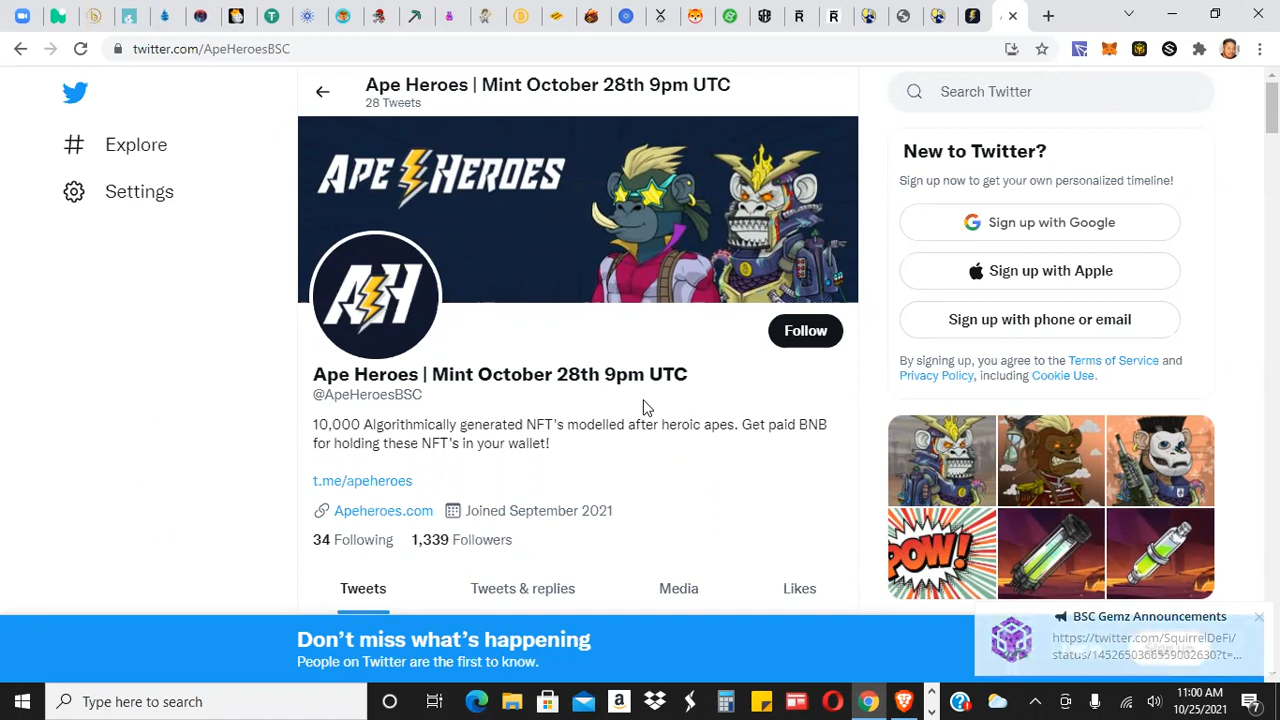 twitter.com/ApeHeroesBSC
Ape Heroes | Mint October 28th 9pm UTC
28 Tweets
Search Twitter
Explore
Settings
APE HEROES
AH
Follow
Ape Heroes | Mint October 28th 9pm UTC
@ApeHeroesBSC
10,000 Algorithmically generated NFT's modelled after heroic apes. Get paid BNB
for holding these NFT's in your wallet!
t.me/apeheroes
Apeheroes.com Joined September 2021
34 Following 1,339 Followers
Tweets Tweets & replies Media Likes
New to Twitter?
Sign up now to get your own personalized timeline!
Sign up with Google
Sign up with Apple
Sign up with phone or email
By signing up, you agree to the Terms of Service and
Privacy Policy, including Cookie Use.
POW!
Don't miss what's happening
People on Twitter are the first to know.
BSC Gemz Announcements
https://twitter.com/SquirrelDeFi/
Type here to search
11:00 AM
10/25/2021
7